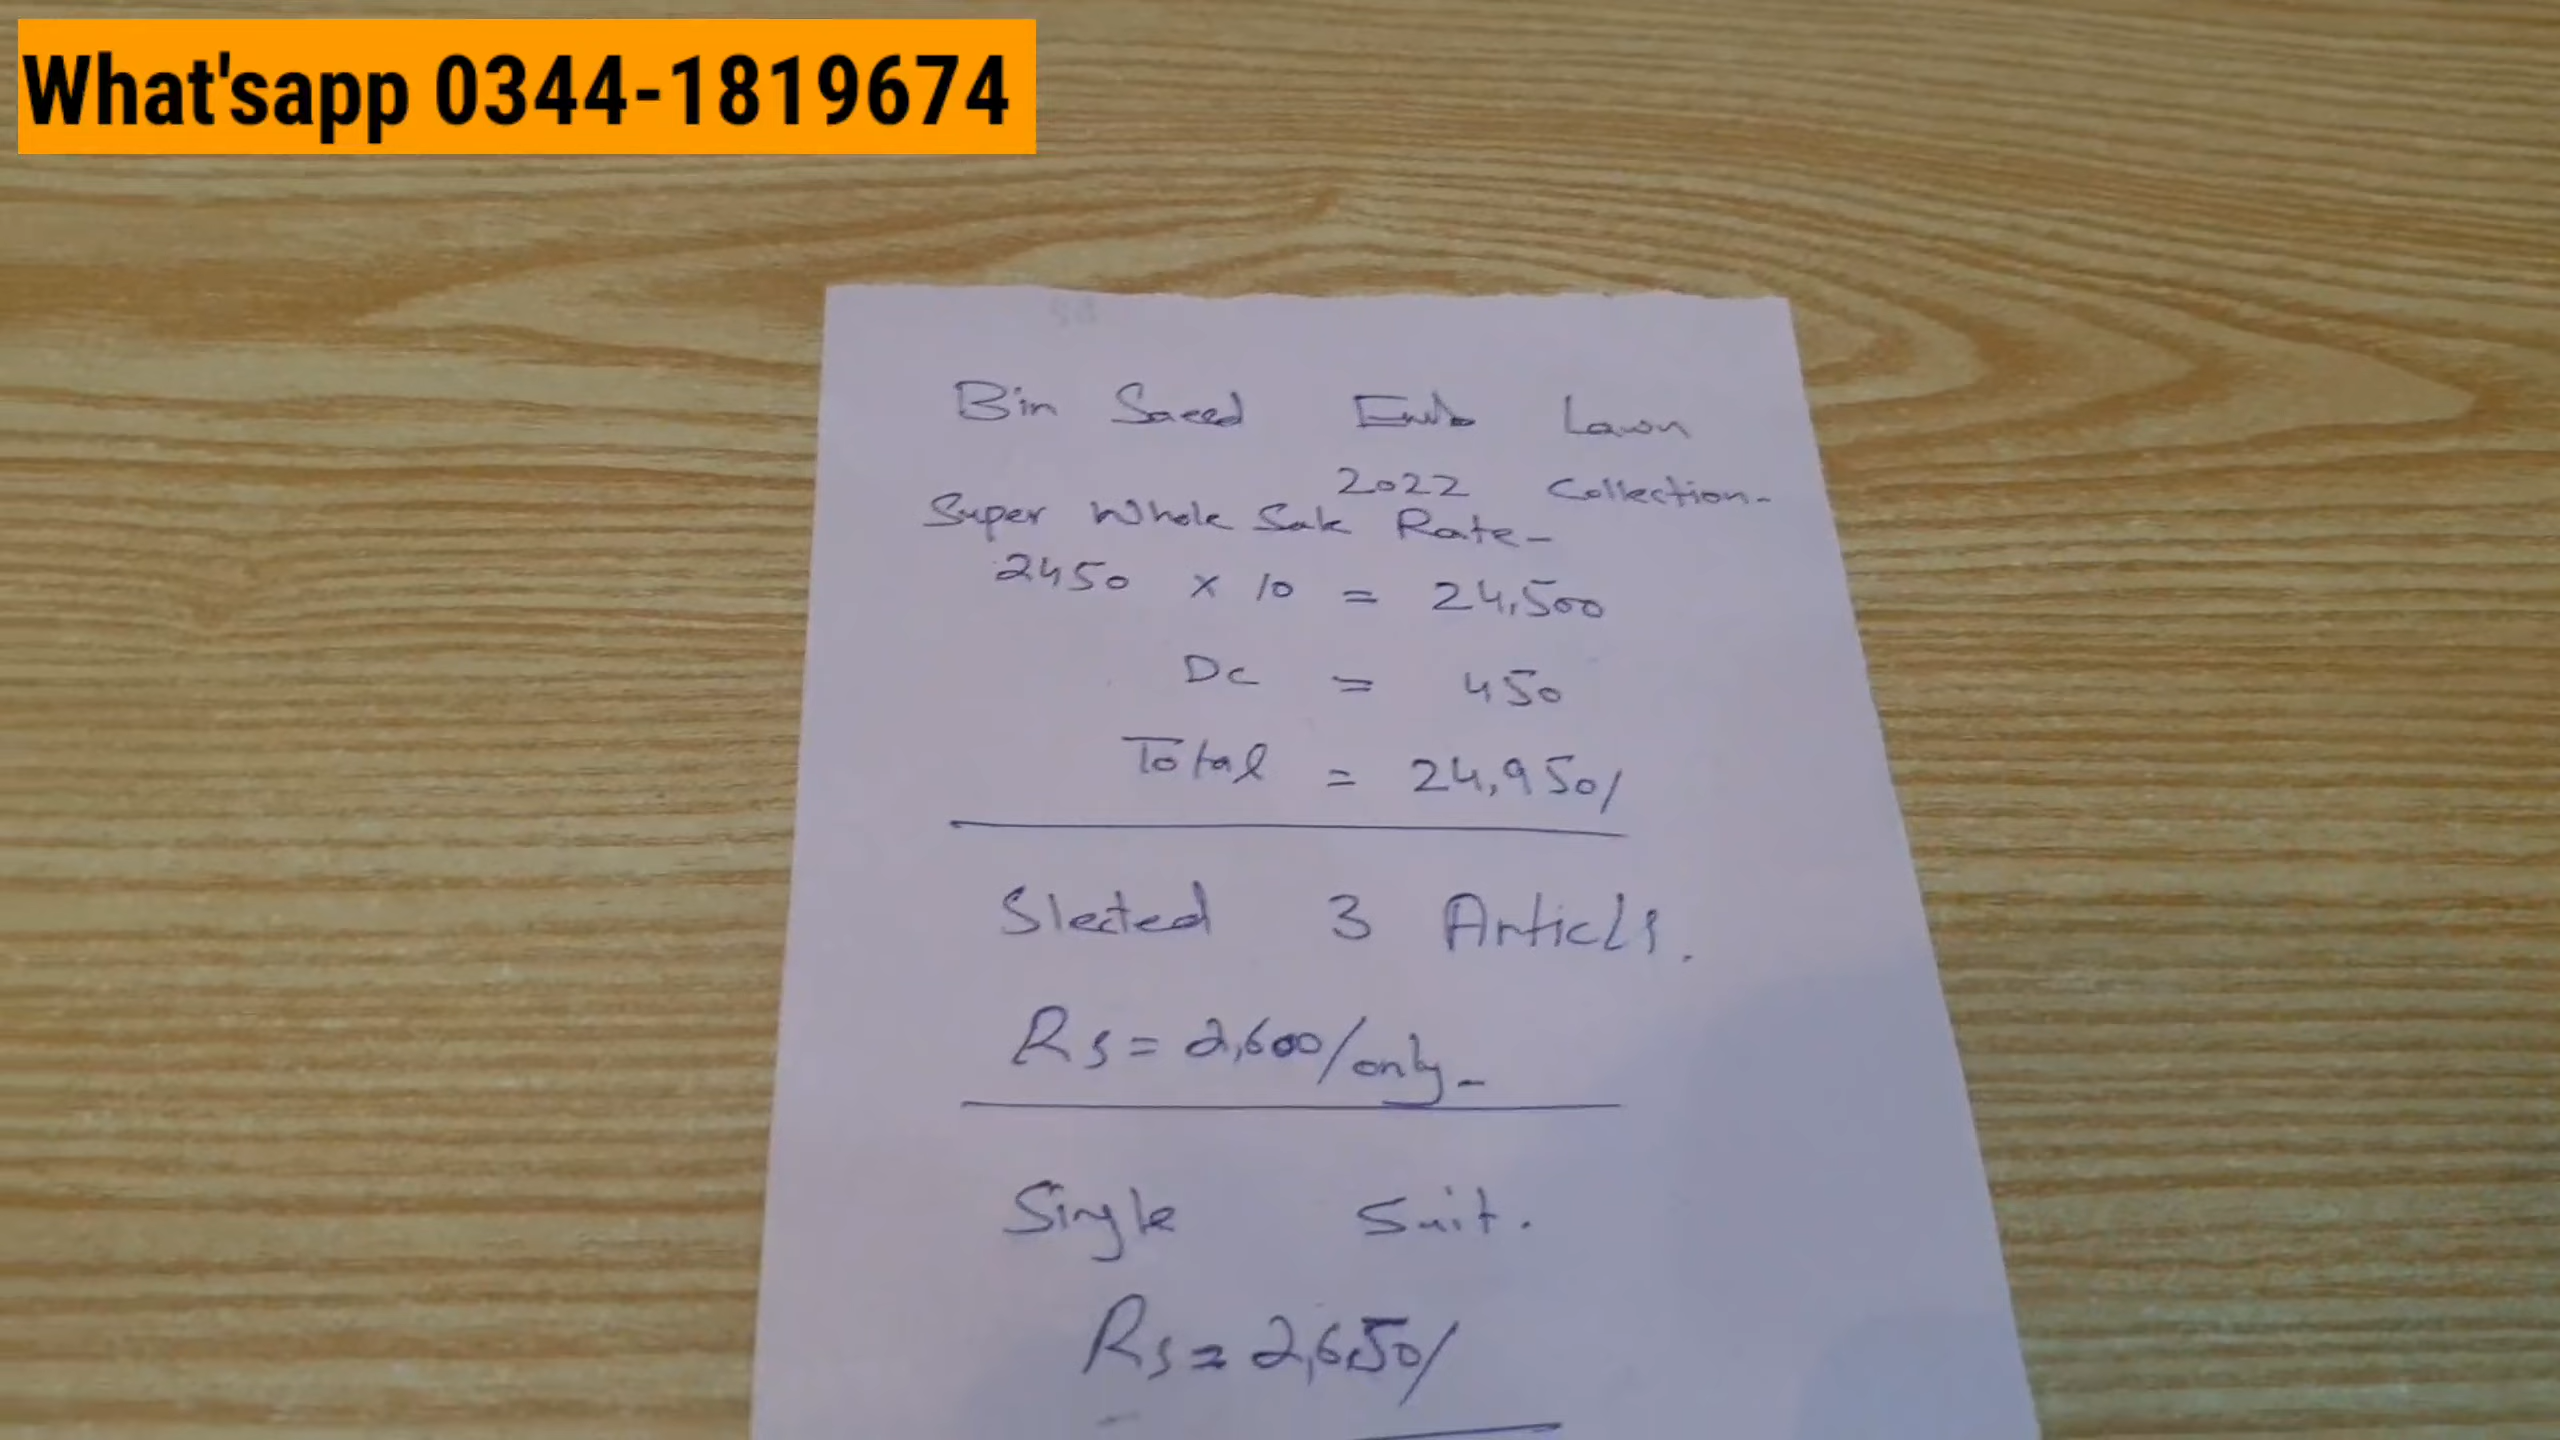 What'sapp 0344-1819674
Bin Saeed Emb Lawn
2022 Collection-
Super Whole Sale Rate-
2450 x 10 = 24,500
Dc = 450
Total = 24,950/
Slected 3 Articls.
Rs = 2,600/only-
Single Suit.
Rs = 2,650/